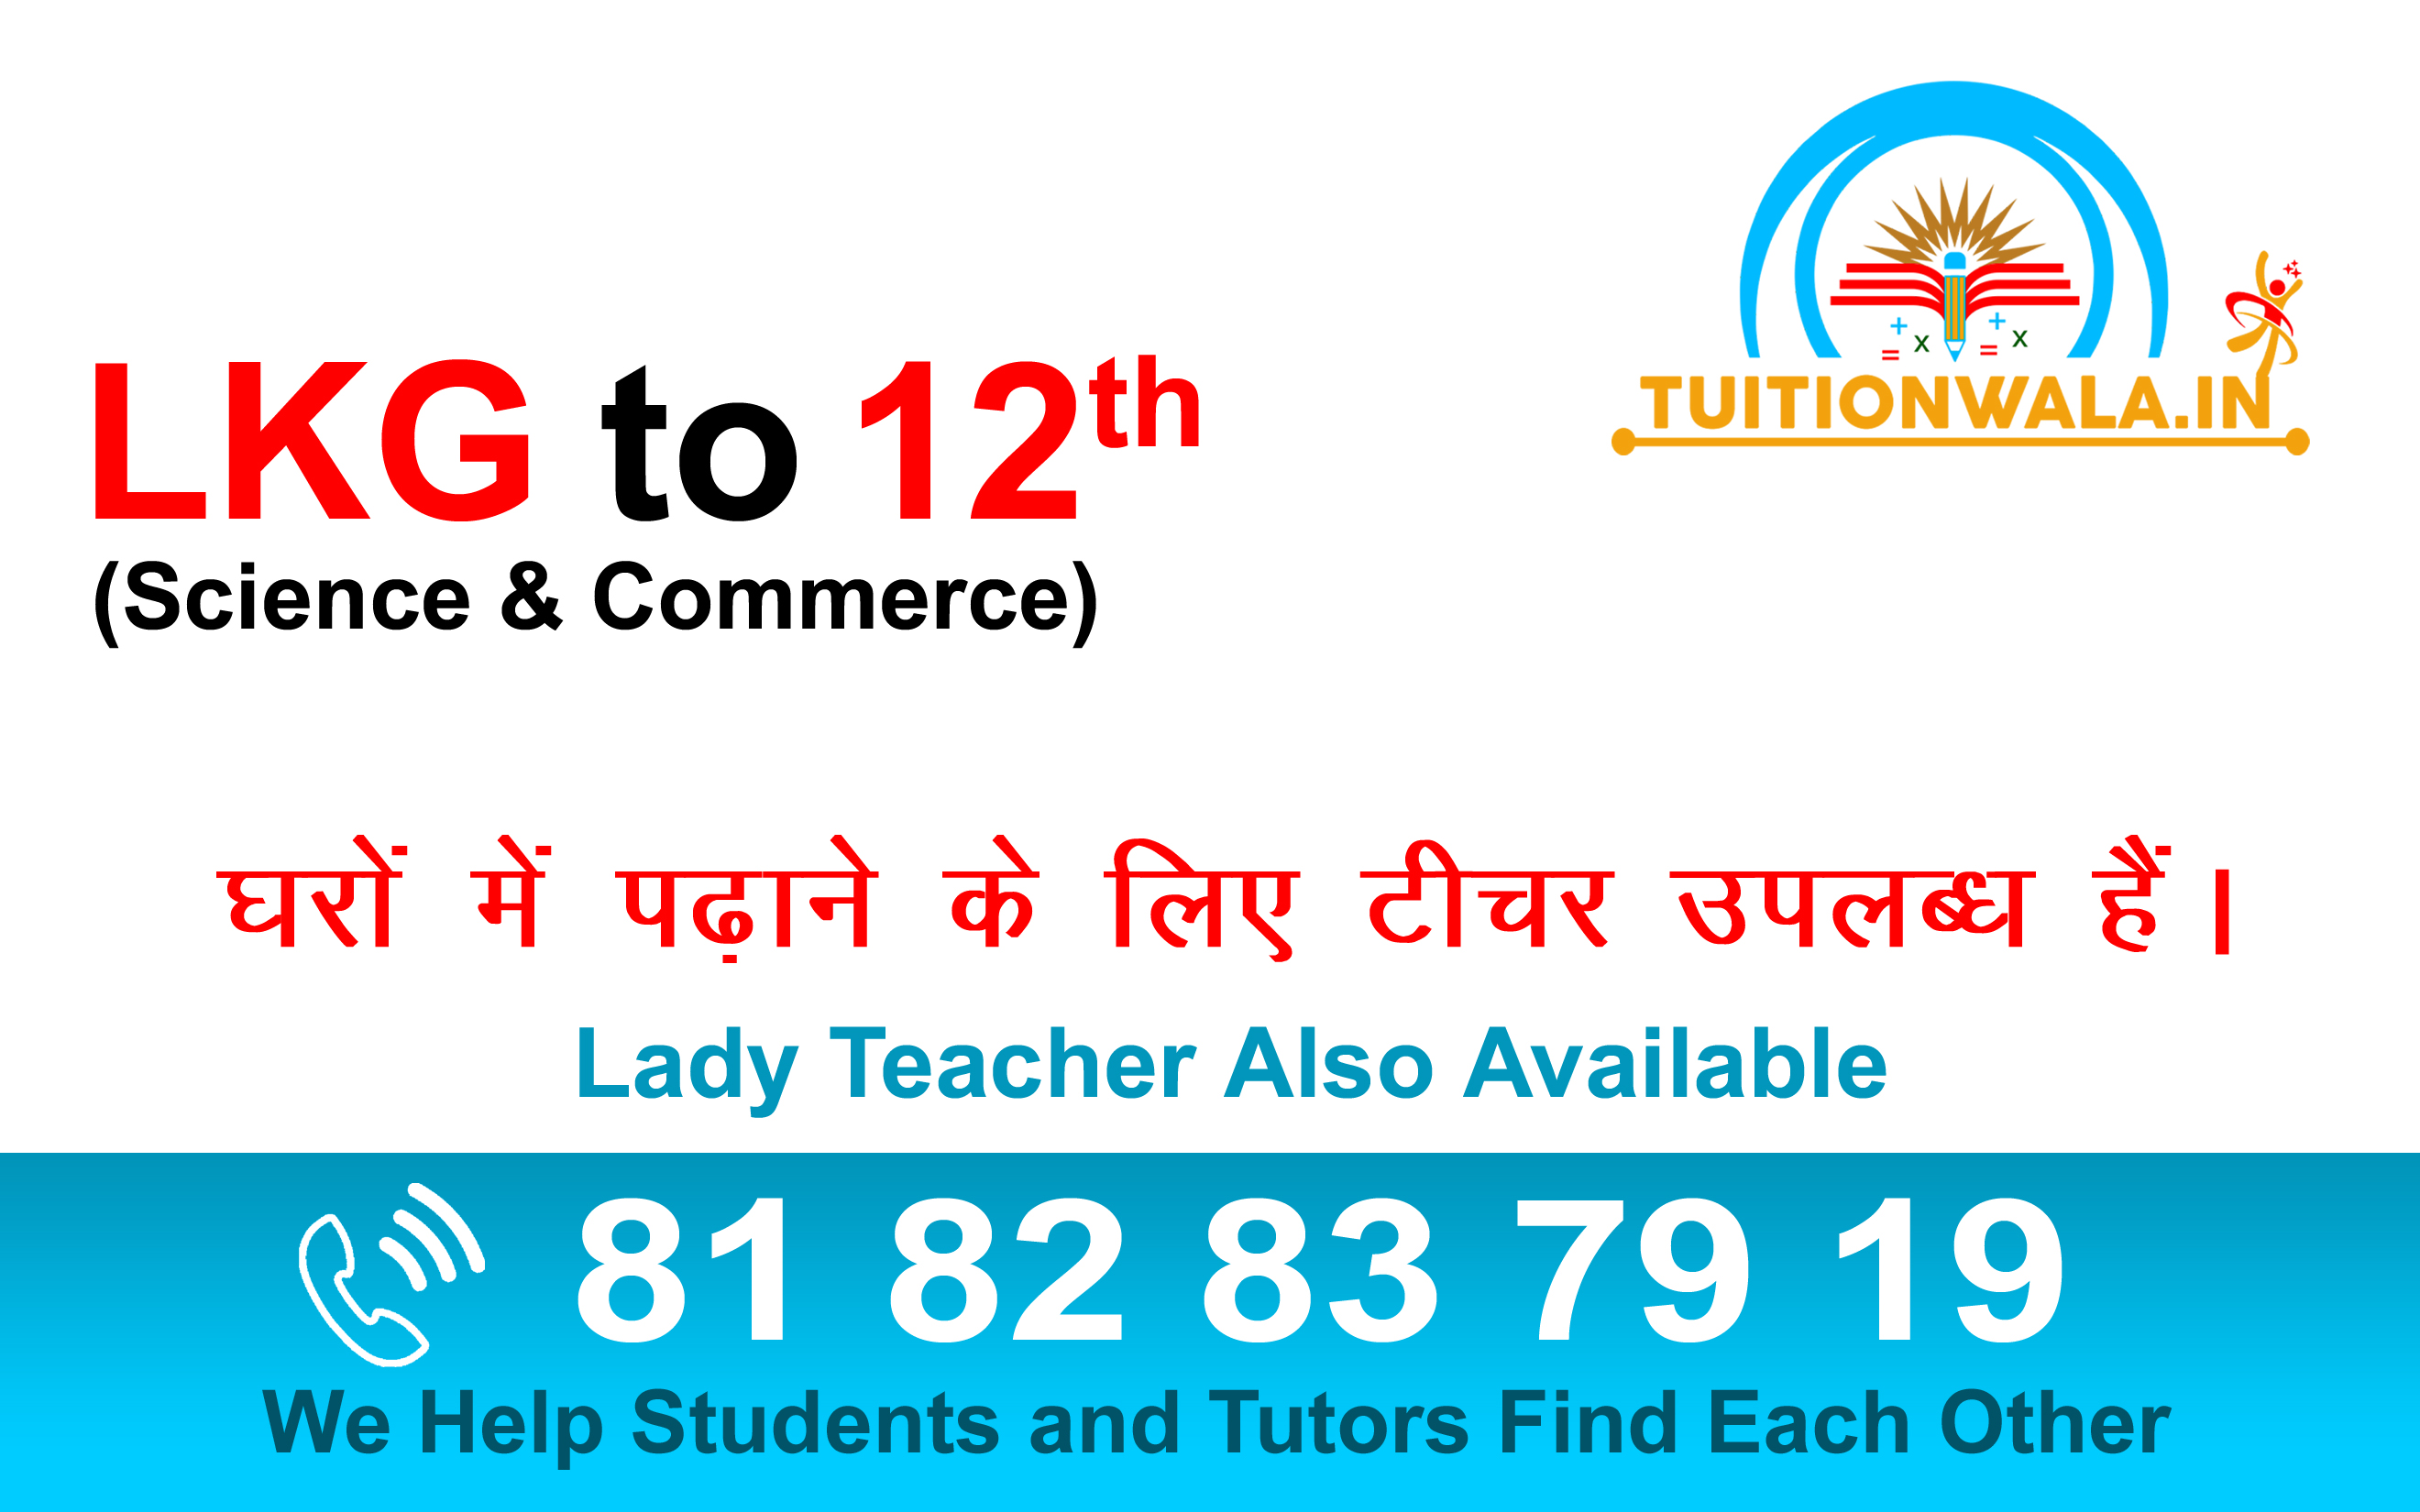 TUITIONWALA.IN
LKG to 12th
(Science & Commerce)
घरों में पढ़ाने के लिए टीचर उपलब्ध हैं |
Lady Teacher Also Available
81 82 83 79 19
We Help Students and Tutors Find Each Other